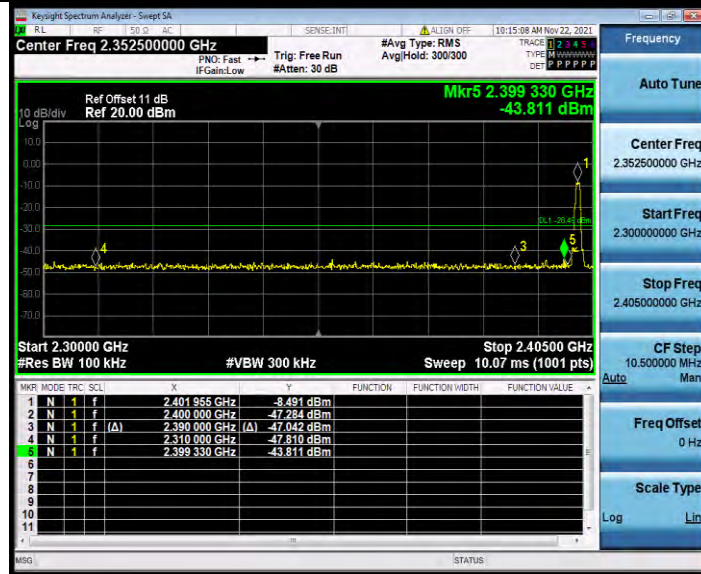 Keysight Spectrum Analyzer - Swept SA
RL RF 50 Ω AC SENSE:INT ALIGN OFF 10:15:08 AM Nov 22, 2021
Center Freq 2.352500000 GHz
PNO: Fast
IFGain:Low
Trig: Free Run
#Atten: 30 dB
#Avg Type: RMS
Avg|Hold: 300/300
TRACE 1 2 3 4 5 6
TYPE M
DET P P P P P P
Ref Offset 11 dB
10 dB/div Ref 20.00 dBm
Log
Mkr5 2.399 330 GHz
-43.811 dBm
10.0
0.00
-10.0
-20.0
-30.0
-40.0
-50.0
-60.0
-70.0
1
4
3
5
Start 2.30000 GHz Stop 2.40500 GHz
#Res BW 100 kHz #VBW 300 kHz Sweep 10.07 ms (1001 pts)
MKR MODE TRC SCL X Y FUNCTION FUNCTION WIDTH FUNCTION VALUE
1 N 1 f 2.401 955 GHz -8.491 dBm
2 N 1 f 2.400 000 GHz -47.284 dBm
3 N 1 f (Δ) 2.390 000 GHz (Δ) -47.042 dBm
4 N 1 f 2.310 000 GHz -47.810 dBm
5 N 1 f 2.399 330 GHz -43.811 dBm
6
7
8
9
10
11
MSG STATUS
Frequency
Auto Tune
Center Freq
2.352500000 GHz
Start Freq
2.300000000 GHz
Stop Freq
2.405000000 GHz
CF Step
10.500000 MHz
Auto Man
Freq Offset
0 Hz
Scale Type
Log Lin